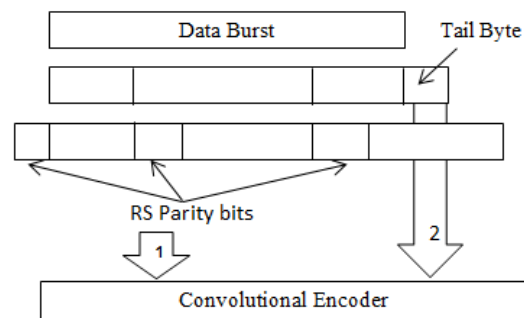 Data Burst
Tail Byte
RS Parity bits
1
2
Convolutional Encoder